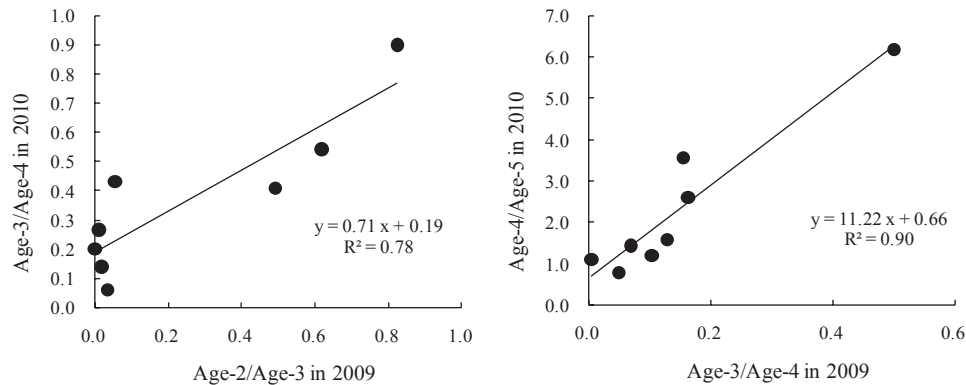 1.0
0.9
0.8
0.7
0.6
0.5
0.4
0.3
0.2
0.1
0.0
Age-3/Age-4 in 2010
y = 0.71 x + 0.19
R² = 0.78
0.0 0.2 0.4 0.6 0.8 1.0
Age-2/Age-3 in 2009
7.0
6.0
5.0
4.0
3.0
2.0
1.0
0.0
Age-4/Age-5 in 2010
y = 11.22 x + 0.66
R² = 0.90
0.0 0.2 0.4 0.6
Age-3/Age-4 in 2009